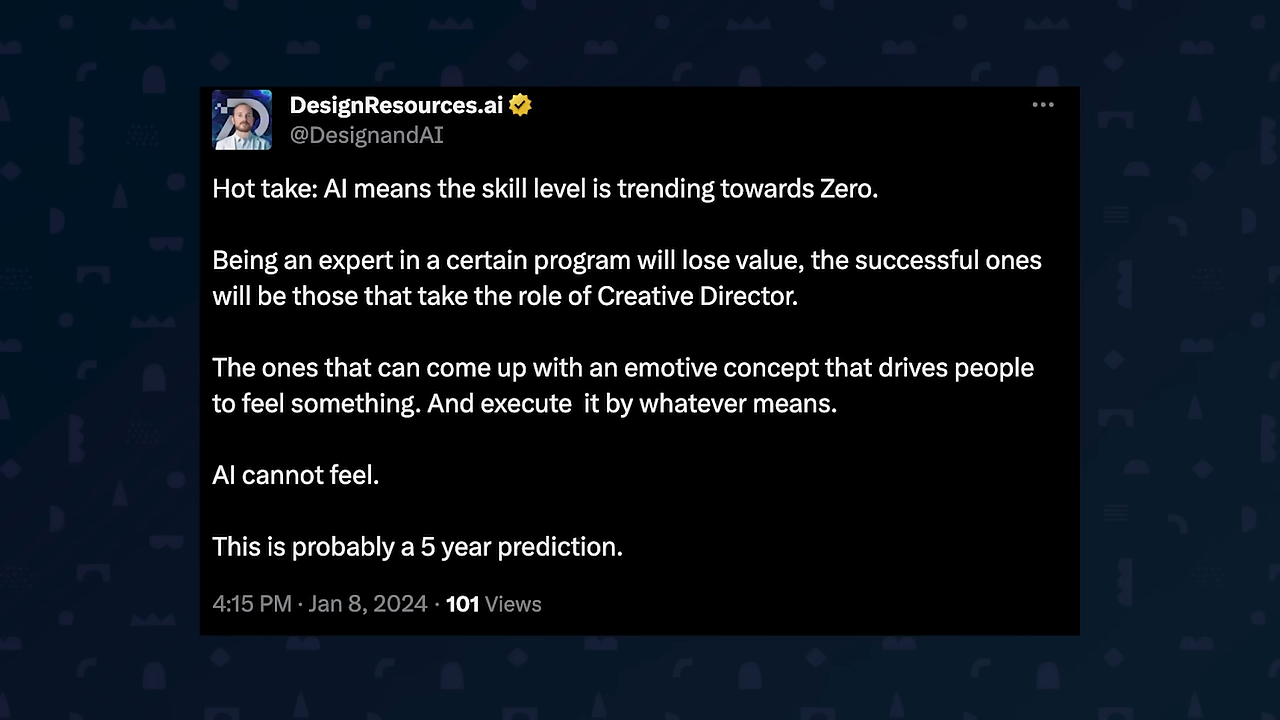 DesignResources.ai
@DesignandAI
Hot take: AI means the skill level is trending towards Zero.
Being an expert in a certain program will lose value, the successful ones
will be those that take the role of Creative Director.
The ones that can come up with an emotive concept that drives people
to feel something. And execute  it by whatever means.
AI cannot feel.
This is probably a 5 year prediction.
4:15 PM · Jan 8, 2024 · 101 Views